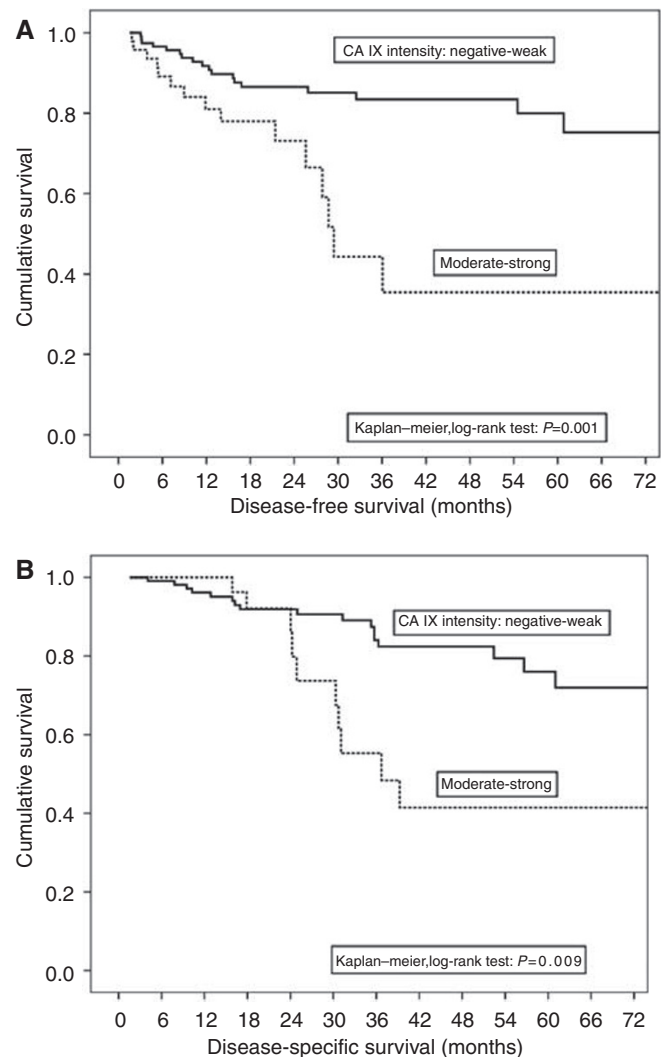 A
1.0
0.8
0.6
0.4
0.2
0.0
Cumulative survival
CA IX intensity: negative-weak
Moderate-strong
Kaplan–meier,log-rank test: P=0.001
0 6 12 18 24 30 36 42 48 54 60 66 72
Disease-free survival (months)
B
1.0
0.8
0.6
0.4
0.2
0.0
Cumulative survival
CA IX intensity: negative-weak
Moderate-strong
Kaplan–meier,log-rank test: P=0.009
0 6 12 18 24 30 36 42 48 54 60 66 72
Disease-specific survival (months)